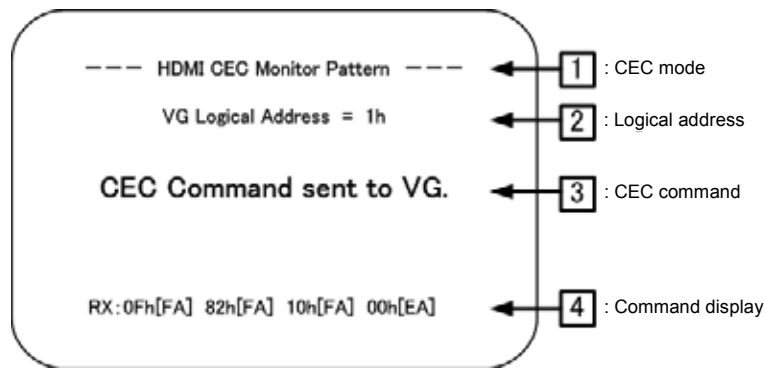 --- HDMI CEC Monitor Pattern ---
1 : CEC mode
VG Logical Address = 1h
2 : Logical address
CEC Command sent to VG.
3 : CEC command
RX:0Fh[FA] 82h[FA] 10h[FA] 00h[EA]
4 : Command display